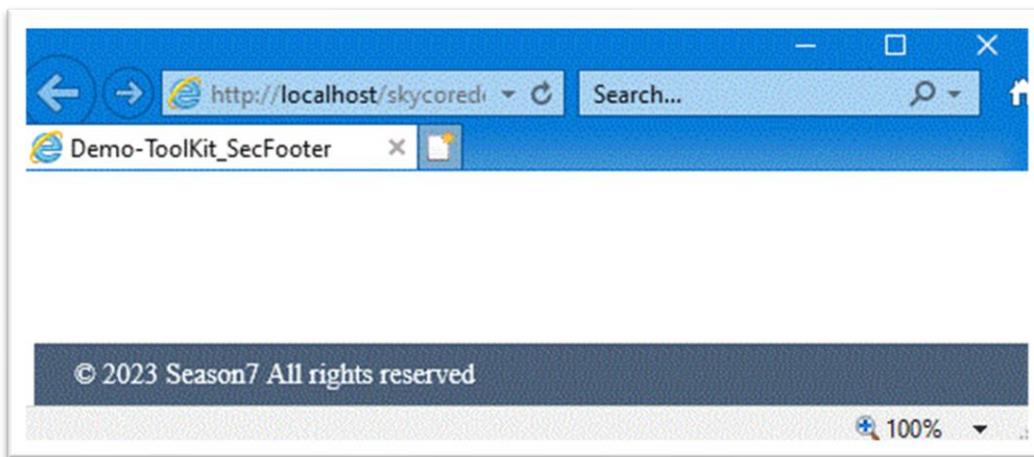 http://localhost/skycored
Search...
Demo-ToolKit_SecFooter
© 2023 Season7 All rights reserved
100%